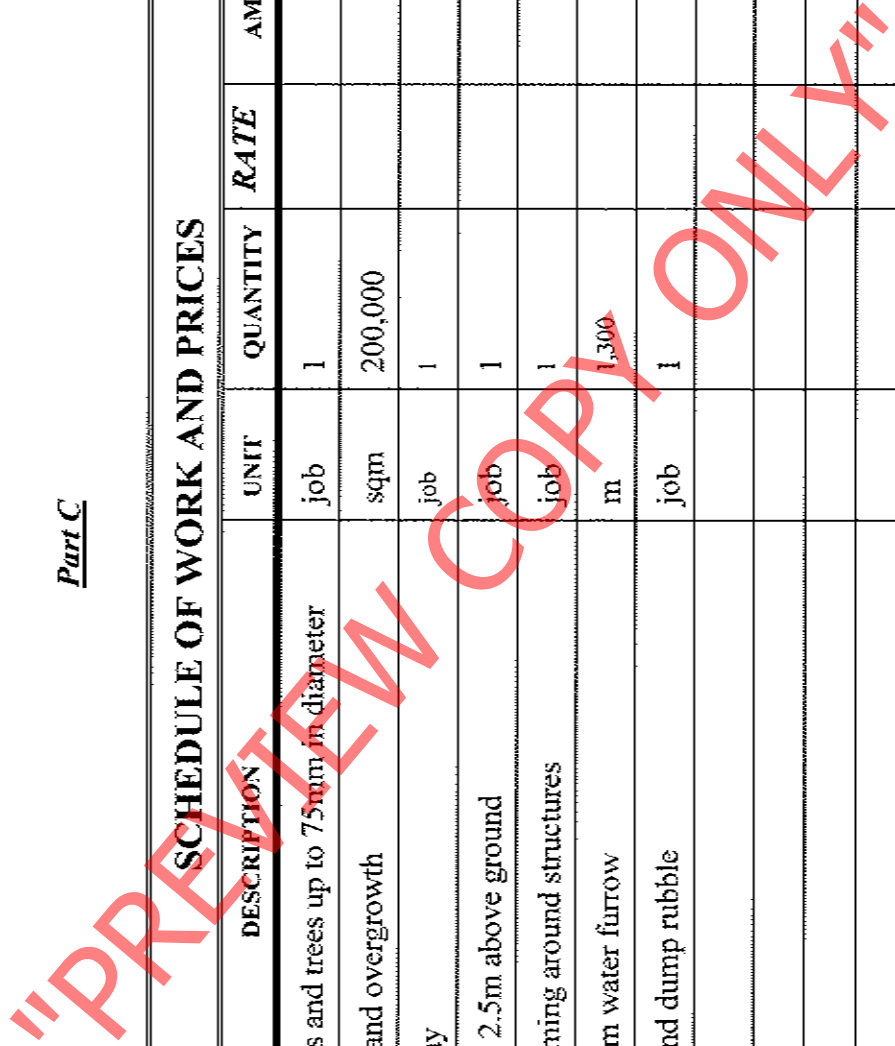 Part C
SCHEDULE OF WORK AND PRICES
DESCRIPTION UNIT QUANTITY RATE AM
s and trees up to 75mm in diameter job 1
and overgrowth sqm 200,000
y job 1
2.5m above ground job 1
ming around structures job 1
m water furrow m 1,300
nd dump rubble job 1
"PREVIEW COPY ONLY"